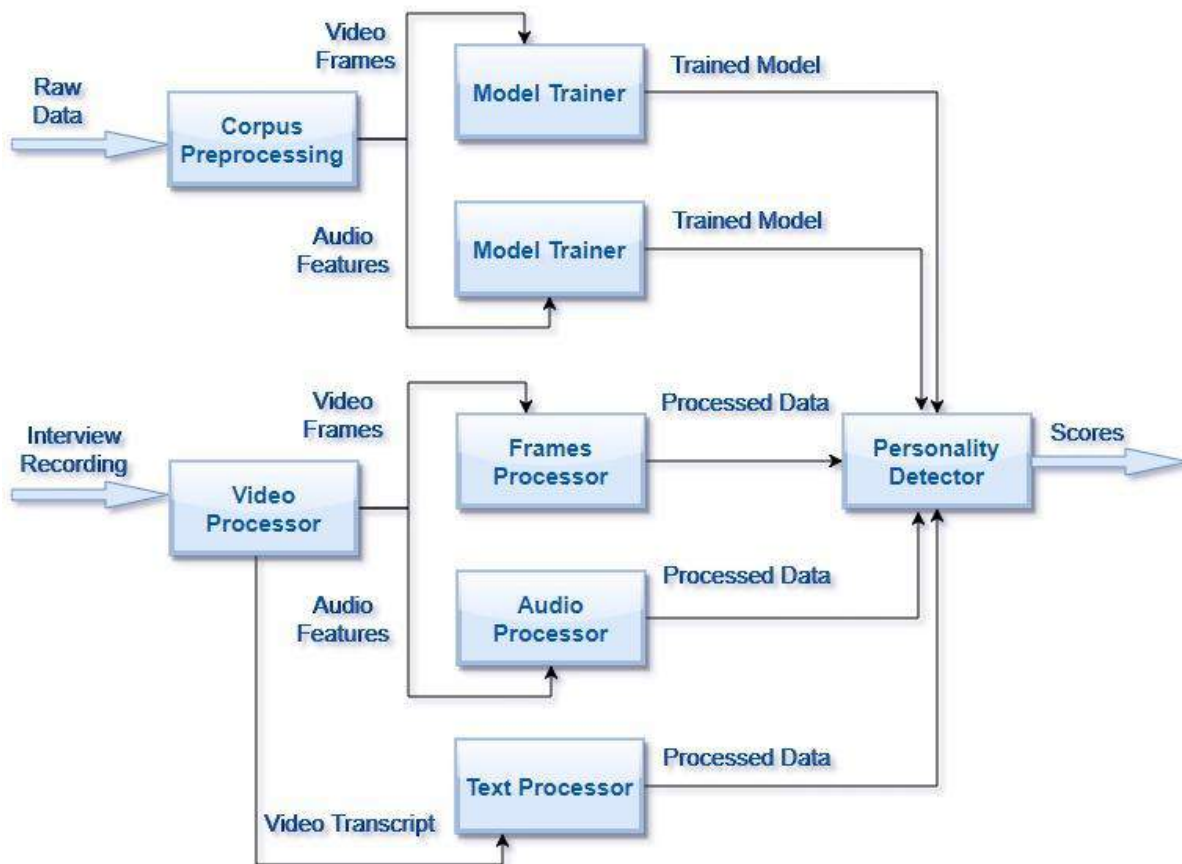 Video
Frames
Model Trainer
Trained Model
Raw
Data
Corpus
Preprocessing
Audio
Features
Model Trainer
Trained Model
Interview
Recording
Video
Processor
Video
Frames
Frames
Processor
Processed Data
Personality
Detector
Scores
Audio
Features
Audio
Processor
Processed Data
Video Transcript
Text Processor
Processed Data